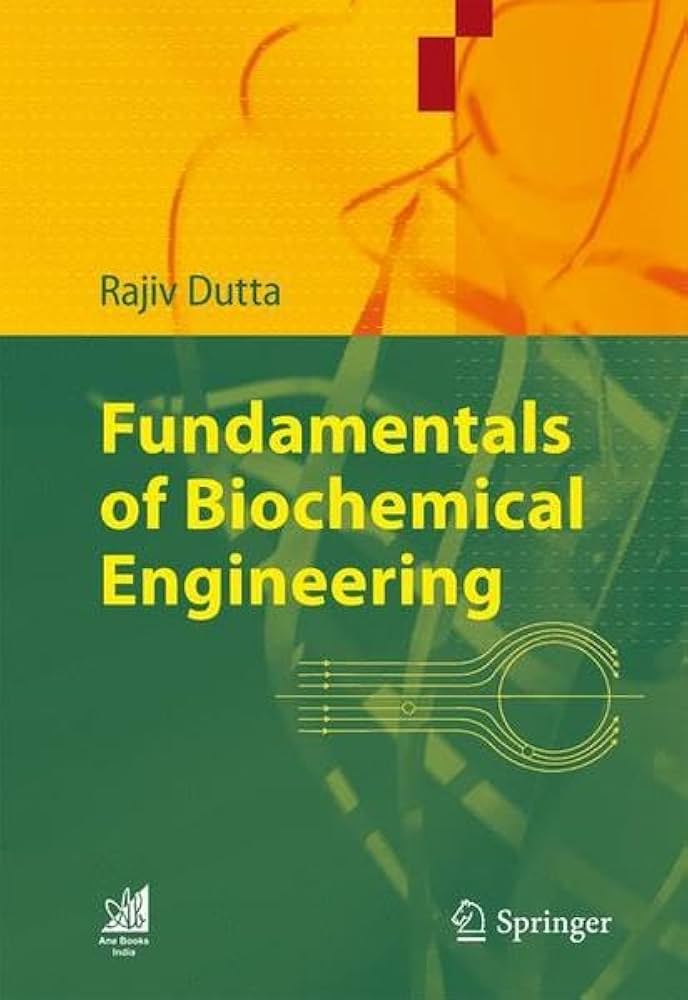 Rajiv Dutta
Fundamentals
of Biochemical
Engineering
Ane Books
India
Springer